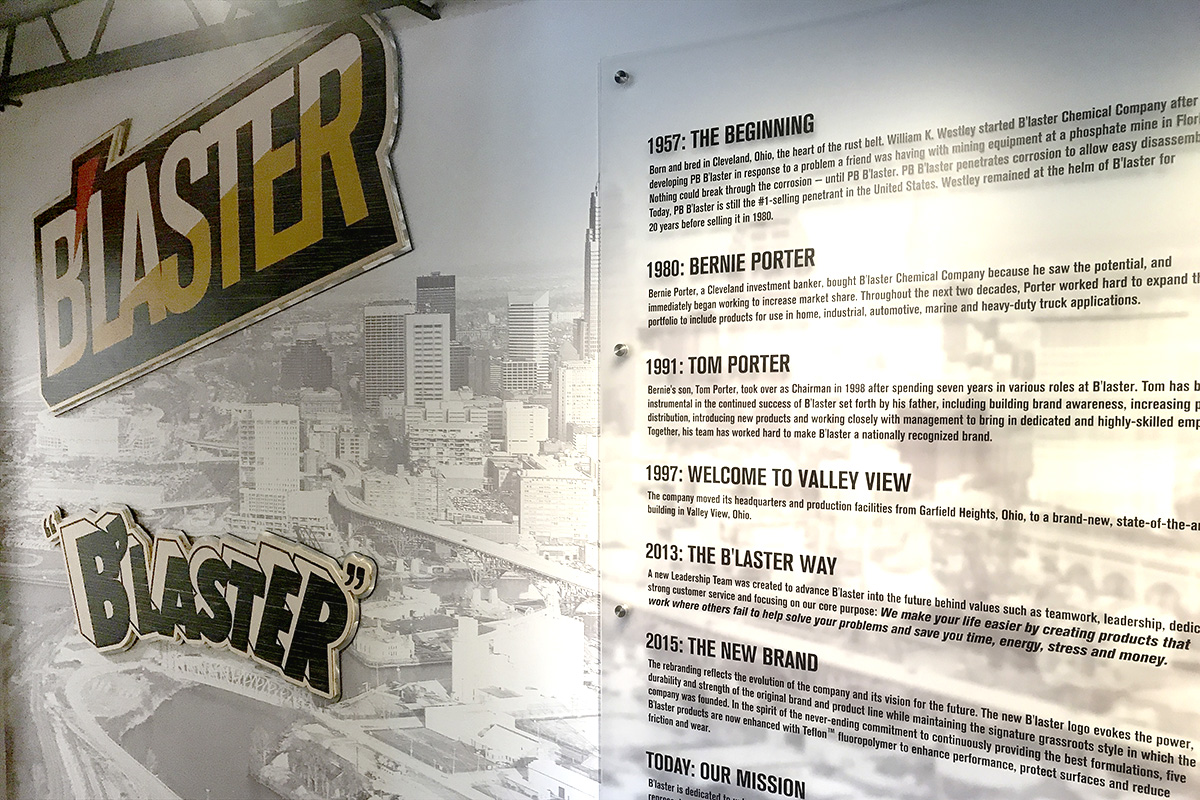 B'LASTER
"B'LASTER"
1957: THE BEGINNING
Born and bred in Cleveland, Ohio, the heart of the rust belt. William K. Westley started B'laster Chemical Company after
developing PB B'laster in response to a problem a friend was having with mining equipment at a phosphate mine in
Nothing could break through the corrosion — until PB B'laster. PB B'laster penetrates corrosion to allow easy
Today, PB B'laster is still the #1-selling penetrant in the United States. Westley remained at the helm of B'laster for
20 years before selling it in 1980.
1980: BERNIE PORTER
Bernie Porter, a Cleveland investment banker, bought B'laster Chemical Company because he saw the potential, and
immediately began working to increase market share. Throughout the next two decades, Porter worked hard to expand
portfolio to include products for use in home, industrial, automotive, marine and heavy-duty truck applications.
1991: TOM PORTER
Bernie's son, Tom Porter, took over as Chairman in 1998 after spending seven years in various roles at B'laster. Tom has
instrumental in the continued success of B'laster set forth by his father, including building brand awareness, increasing
distribution, introducing new products and working closely with management to bring in dedicated and highly-skilled
Together, his team has worked hard to make B'laster a nationally recognized brand.
1997: WELCOME TO VALLEY VIEW
The company moved its headquarters and production facilities from Garfield Heights, Ohio, to a brand-new,
building in Valley View, Ohio.
2013: THE B'LASTER WAY
A new Leadership Team was created to advance B'laster into the future behind values such as teamwork, leadership,
strong customer service and focusing on our core purpose: We make your life easier by creating products that
work where others fail to help solve your problems and save you time, energy, stress and money.
2015: THE NEW BRAND
The rebranding reflects the evolution of the company and its vision for the future. The new B'laster logo evokes the power,
durability and strength of the original brand and product line while maintaining the signature grassroots style in which the
company was founded. In the spirit of the never-ending commitment to continuously providing the best formulations, five
B'laster products are now enhanced with Teflon™ fluoropolymer to enhance performance, protect surfaces and reduce
friction and wear.
TODAY: OUR MISSION
B'laster is dedicated to